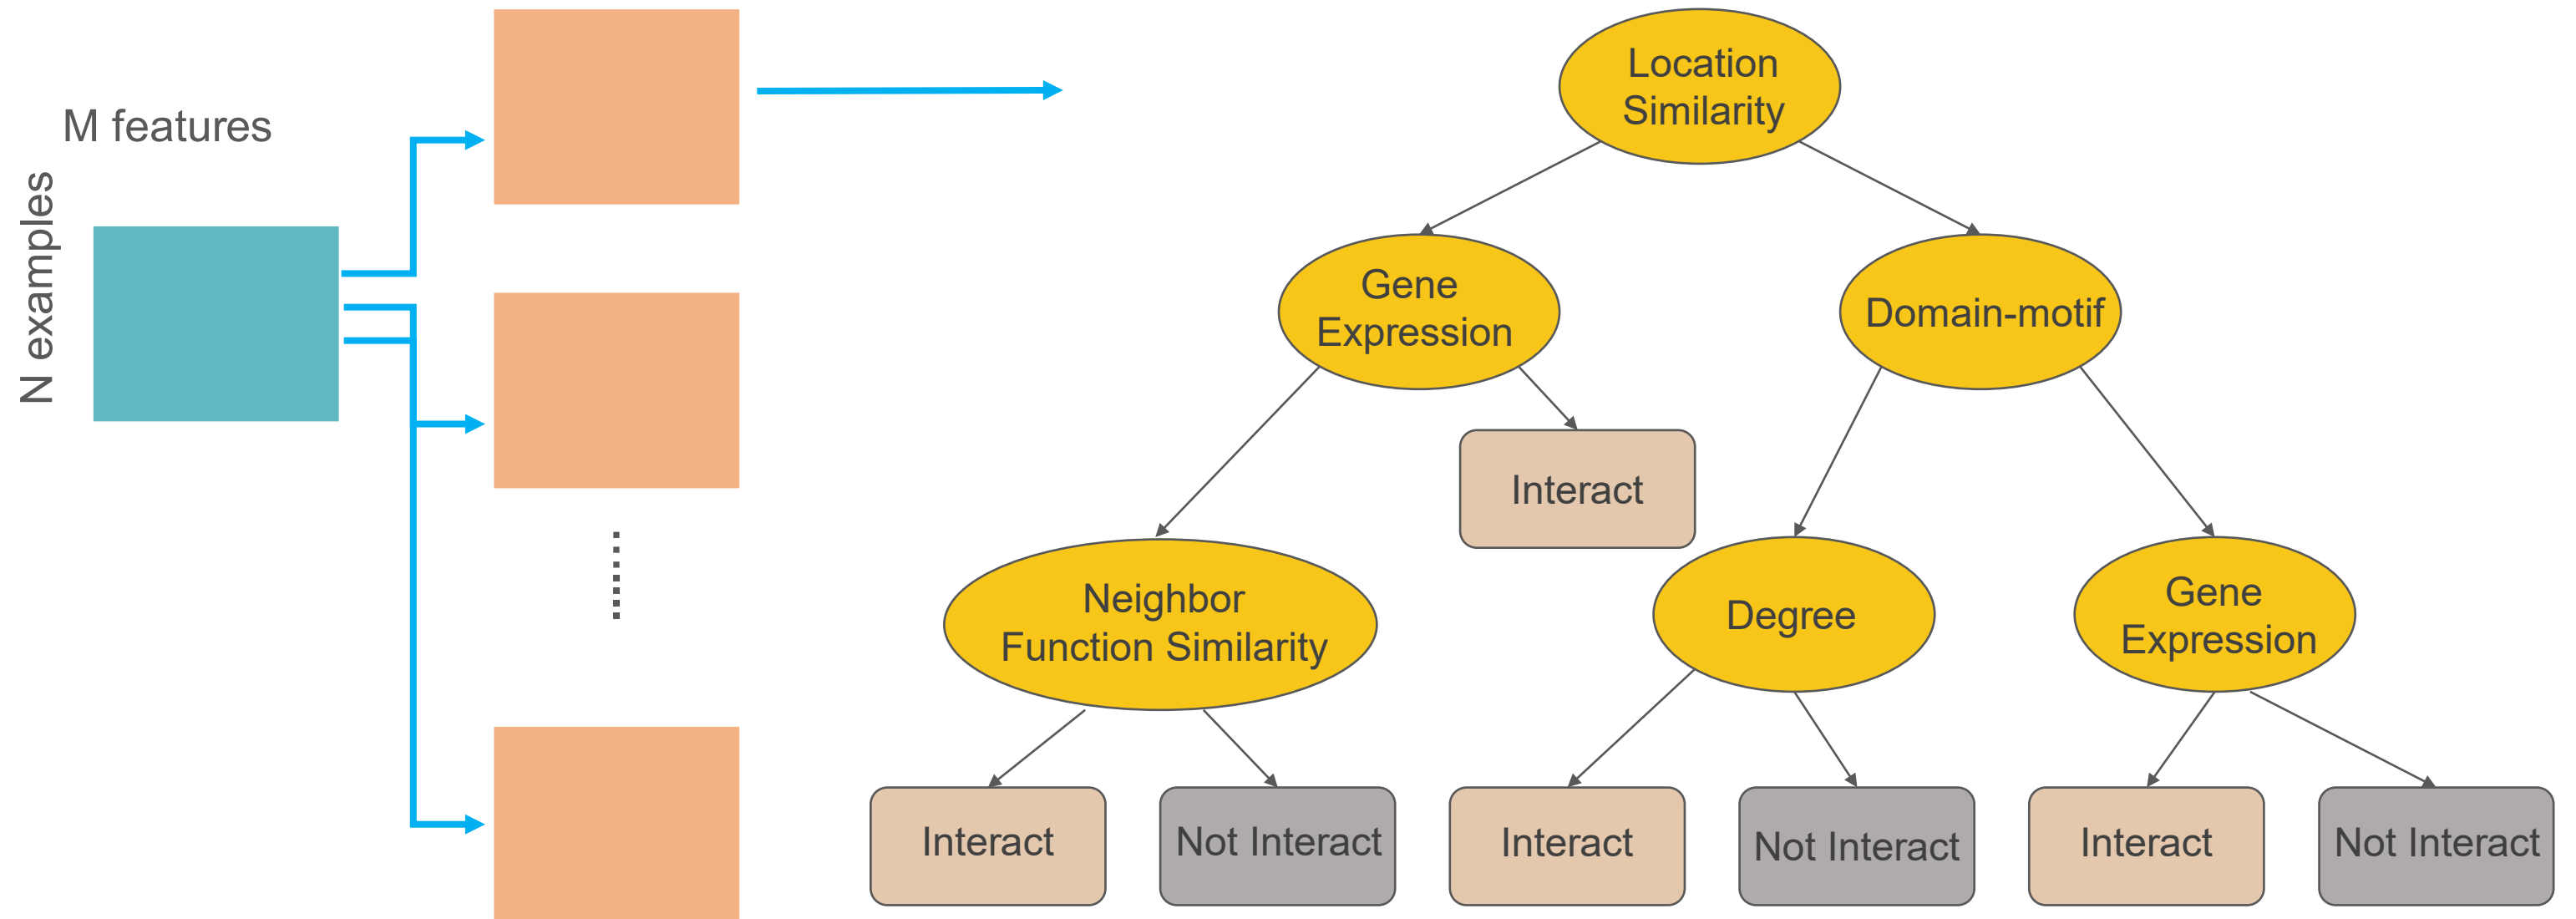 M features
N examples
Location
Similarity
Gene
Expression
Domain-motif
Interact
Neighbor
Function Similarity
Degree
Gene
Expression
Interact
Not Interact
Interact
Not Interact
Interact
Not Interact